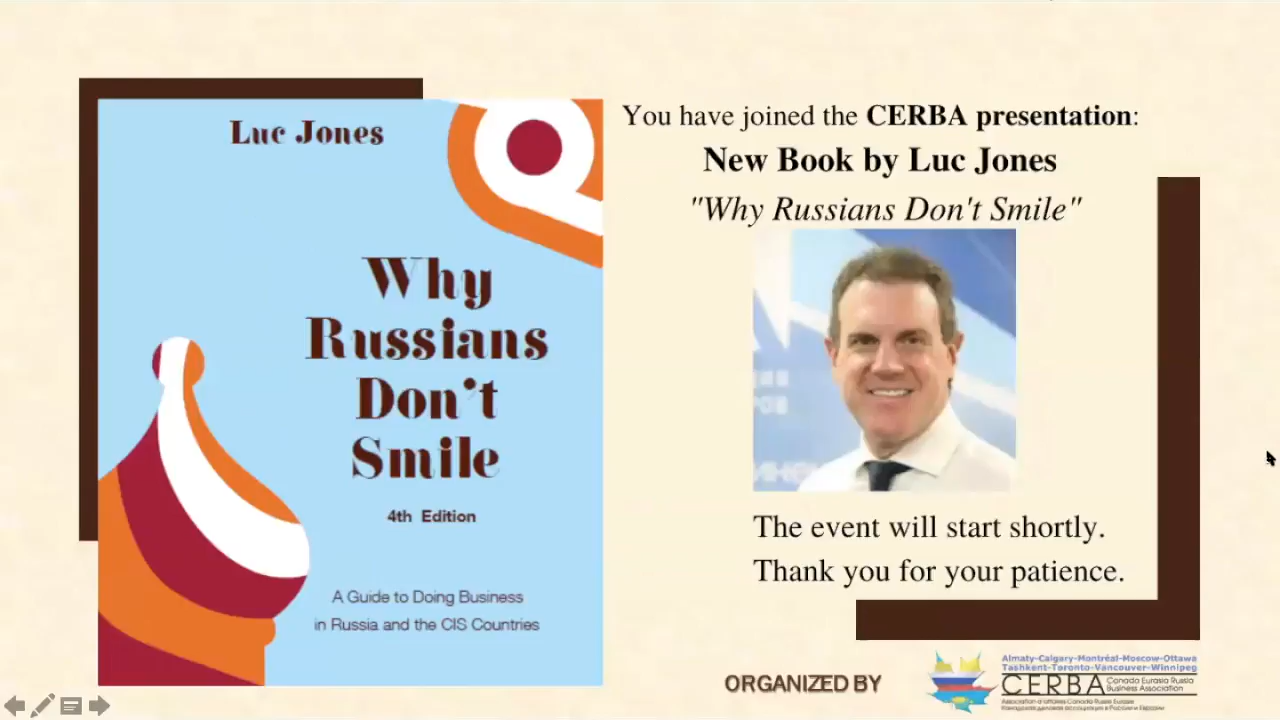 Luc Jones
Why
Russians
Don't
Smile
4th Edition
A Guide to Doing Business
in Russia and the CIS Countries
You have joined the CERBA presentation:
New Book by Luc Jones
"Why Russians Don't Smile"
The event will start shortly.
Thank you for your patience.
ORGANIZED BY
Almaty-Calgary-Montréal-Moscow-Ottawa
Tashkent-Toronto-Vancouver-Winnipeg
CERBA
Canada Eurasia Russia
Business Association